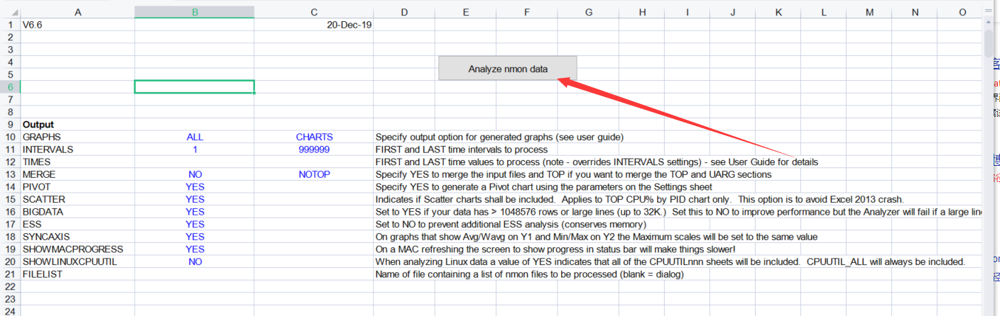 A B C D E F G H I J K L M N O
1 V6.6 20-Dec-19
2
3
4
Analyze nmon data
5
6
7
8
9 Output
10 GRAPHS ALL CHARTS Specify output option for generated graphs (see user guide)
11 INTERVALS 1 999999 FIRST and LAST time intervals to process
12 TIMES FIRST and LAST time values to process (note - overrides INTERVALS settings) - see User Guide for details
13 MERGE NO NOTOP Specify YES to merge the input files and TOP if you want to merge the TOP and UARG sections
14 PIVOT YES Specify YES to generate a Pivot chart using the parameters on the Settings sheet
15 SCATTER YES Indicates if Scatter charts shall be included. Applies to TOP CPU% by PID chart only. This option is to avoid Excel 2013 crash.
16 BIGDATA YES Set to YES if your data has > 1048576 rows or large lines (up to 32K.) Set this to NO to improve performance but the Analyzer will fail if a large
17 ESS YES Set to NO to prevent additional ESS analysis (conserves memory)
18 SYNCAXIS YES On graphs that show Avg/Wavg on Y1 and Min/Max on Y2 the Maximum scales will be set to the same value
19 SHOWMACPROGRESS YES On a MAC refreshing the screen to show progress in status bar will make things slower!
20 SHOWLINUXCPUUTIL NO When analyzing Linux data a value of YES indicates that all of the CPUUTILnnn sheets will be included. CPUUTIL_ALL will always be included.
21 FILELIST Name of file containing a list of nmon files to be processed (blank = dialog)
22
23
24